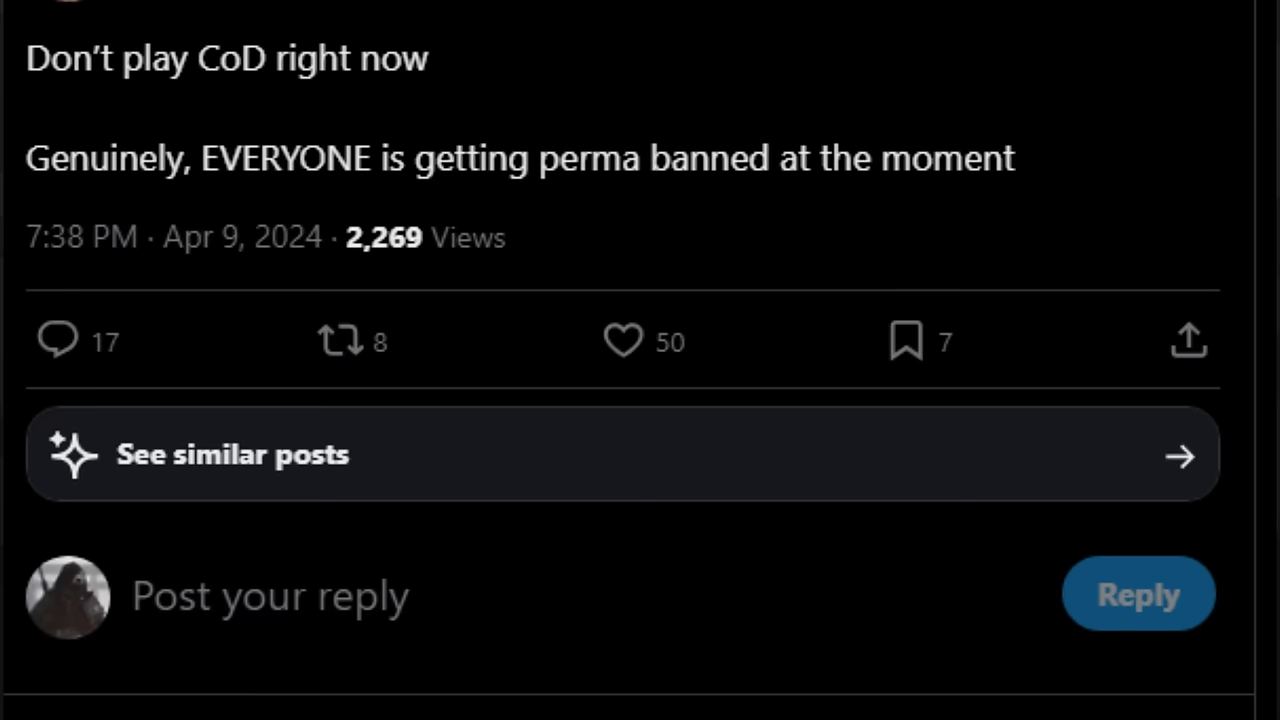 Don’t play CoD right now
Genuinely, EVERYONE is getting perma banned at the moment
7:38 PM · Apr 9, 2024 · 2,269 Views
17 8 50 7
See similar posts
Post your reply
Reply